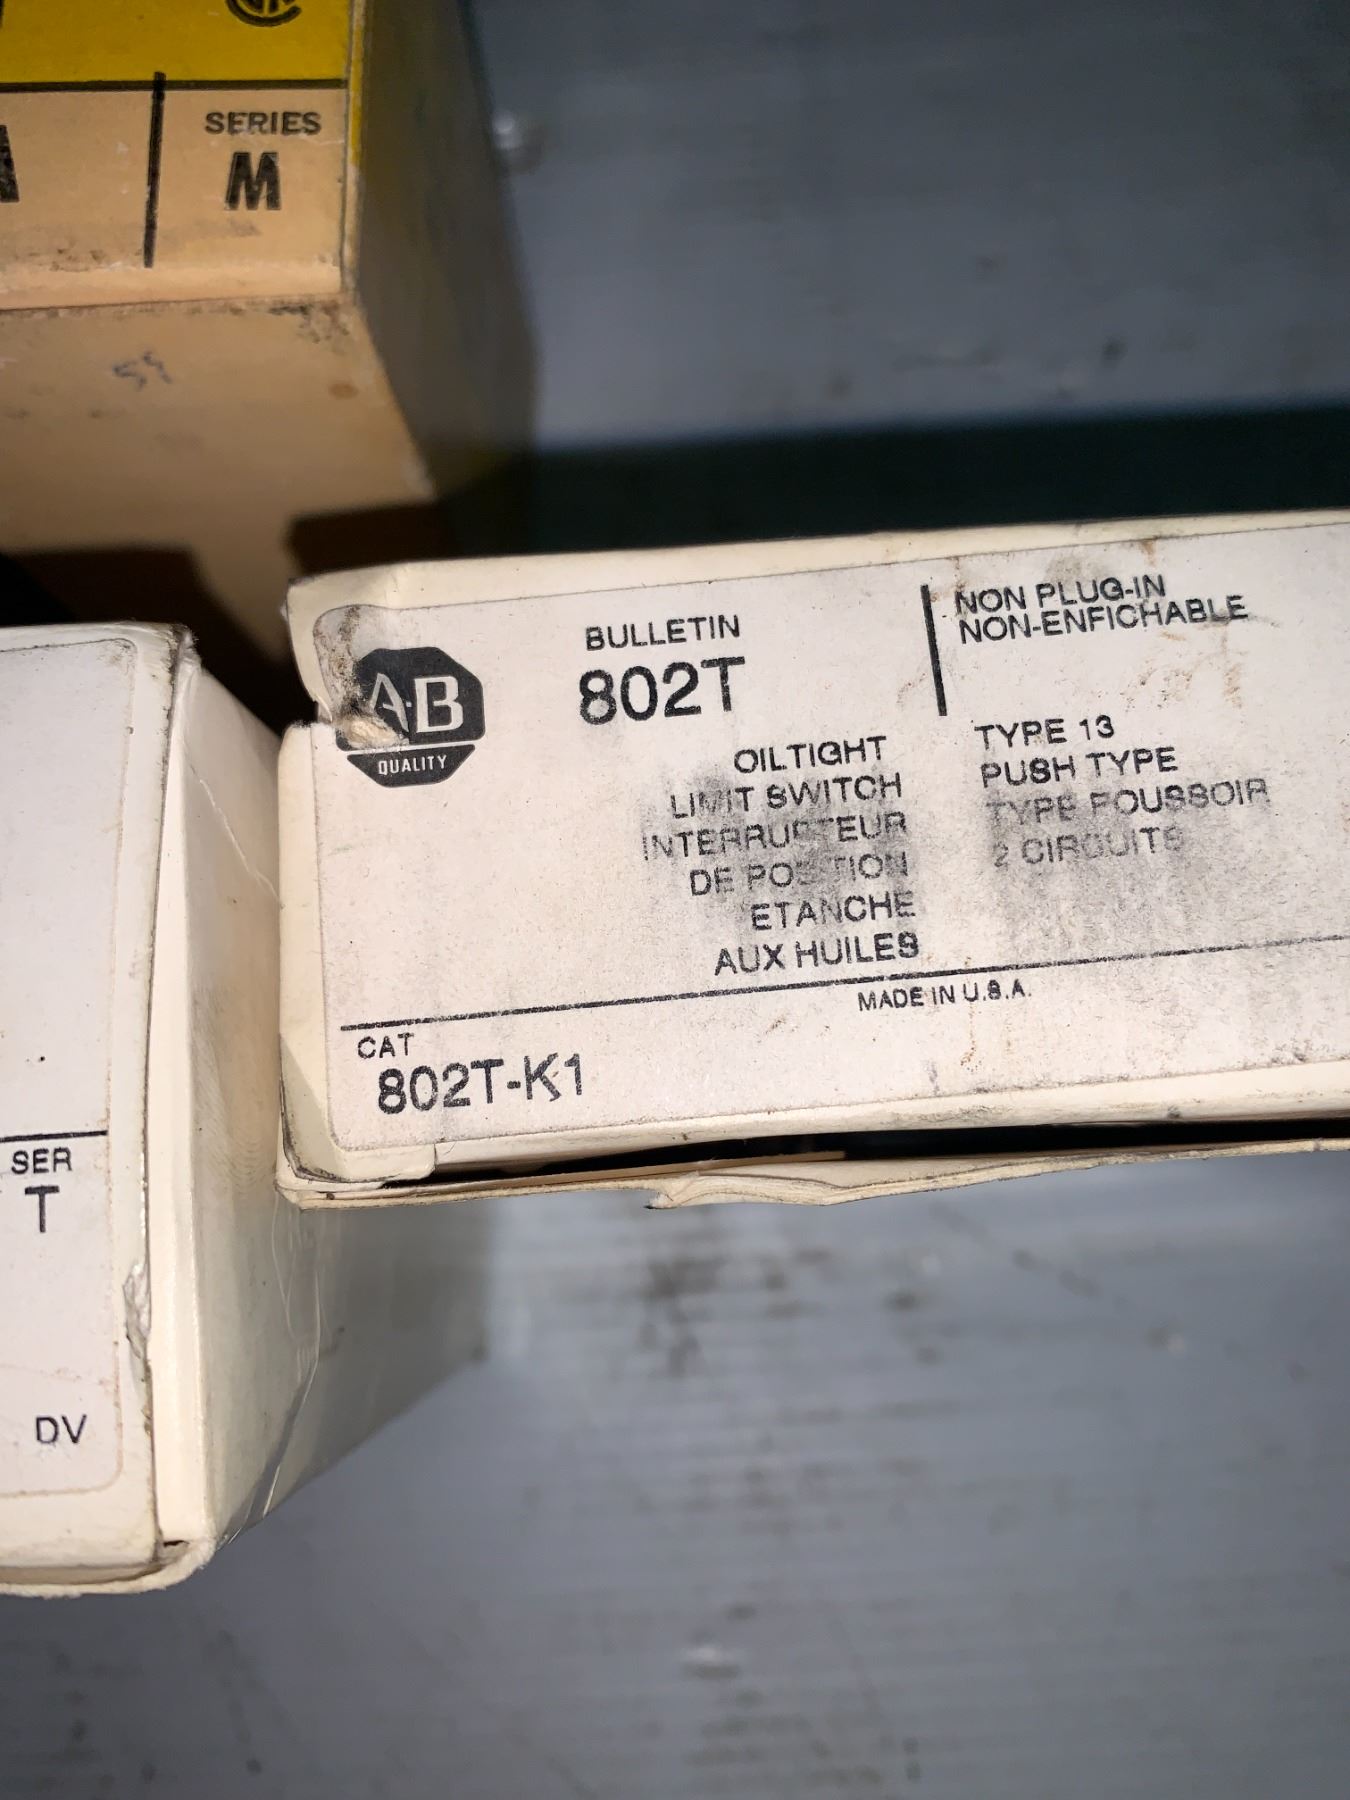 SERIES
M
54
A-B
QUALITY
BULLETIN
802T
OILTIGHT
LIMIT SWITCH
INTERRUPTEUR
DE POSITION
ETANCHE
AUX HUILES
NON PLUG-IN
NON-ENFICHABLE
TYPE 13
PUSH TYPE
TYPE POUSSOIR
2 CIRCUITS
MADE IN U.S.A.
CAT
802T-K1
SER
T
DV